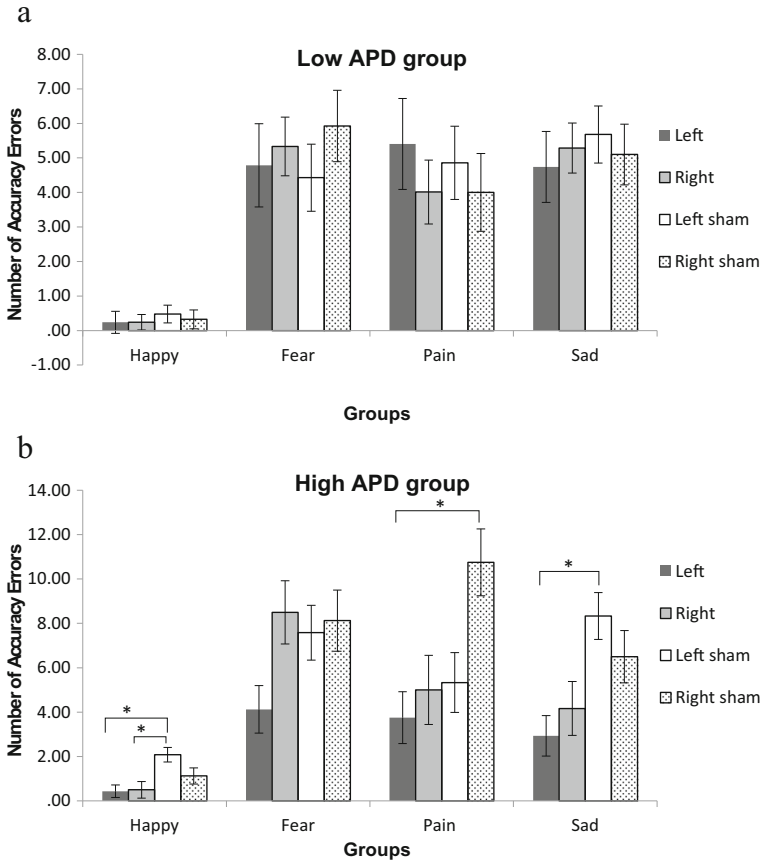 a
Low APD group
8.00
7.00
6.00
5.00
4.00
3.00
2.00
1.00
.00
-1.00
Number of Accuracy Errors
Happy Fear Pain Sad
Groups
Left
Right
Left sham
Right sham
b
High APD group
14.00
12.00
10.00
8.00
6.00
4.00
2.00
.00
Number of Accuracy Errors
*
*
*
*
Happy Fear Pain Sad
Groups
Left
Right
Left sham
Right sham